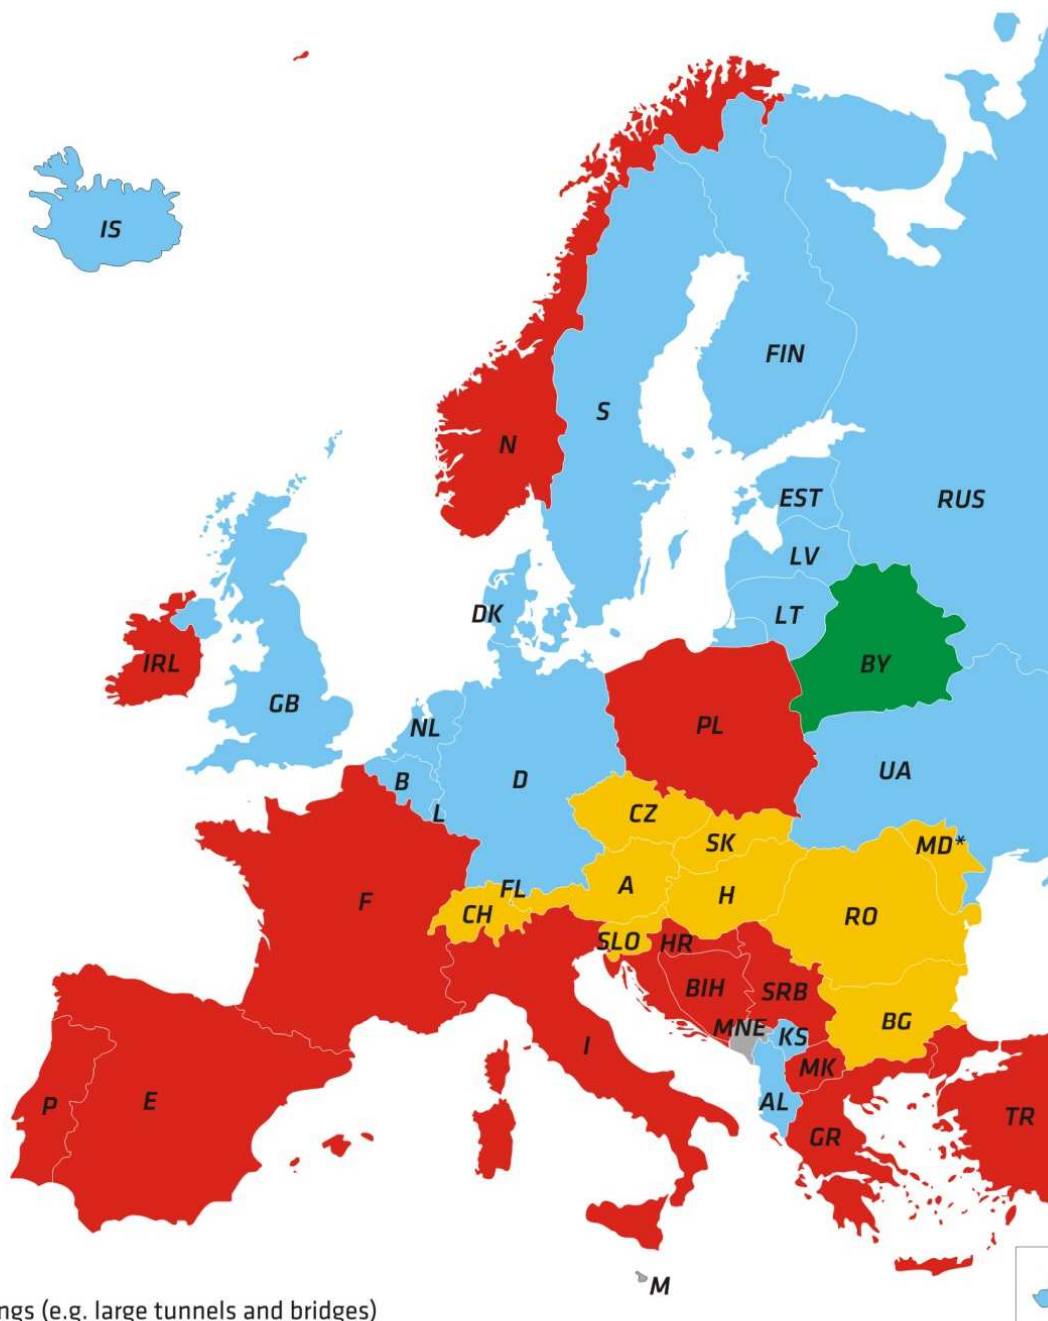 IS
FIN
S
N
EST
RUS
LV
DK
LT
IRL
BY
GB
NL
PL
B
D
UA
L
CZ
SK
MD*
FL
A
H
F
CH
RO
SLO
HR
BIH
SRB
BG
MNE
KS
I
MK
P
E
AL
TR
GR
M
ngs (e.g. large tunnels and bridges)